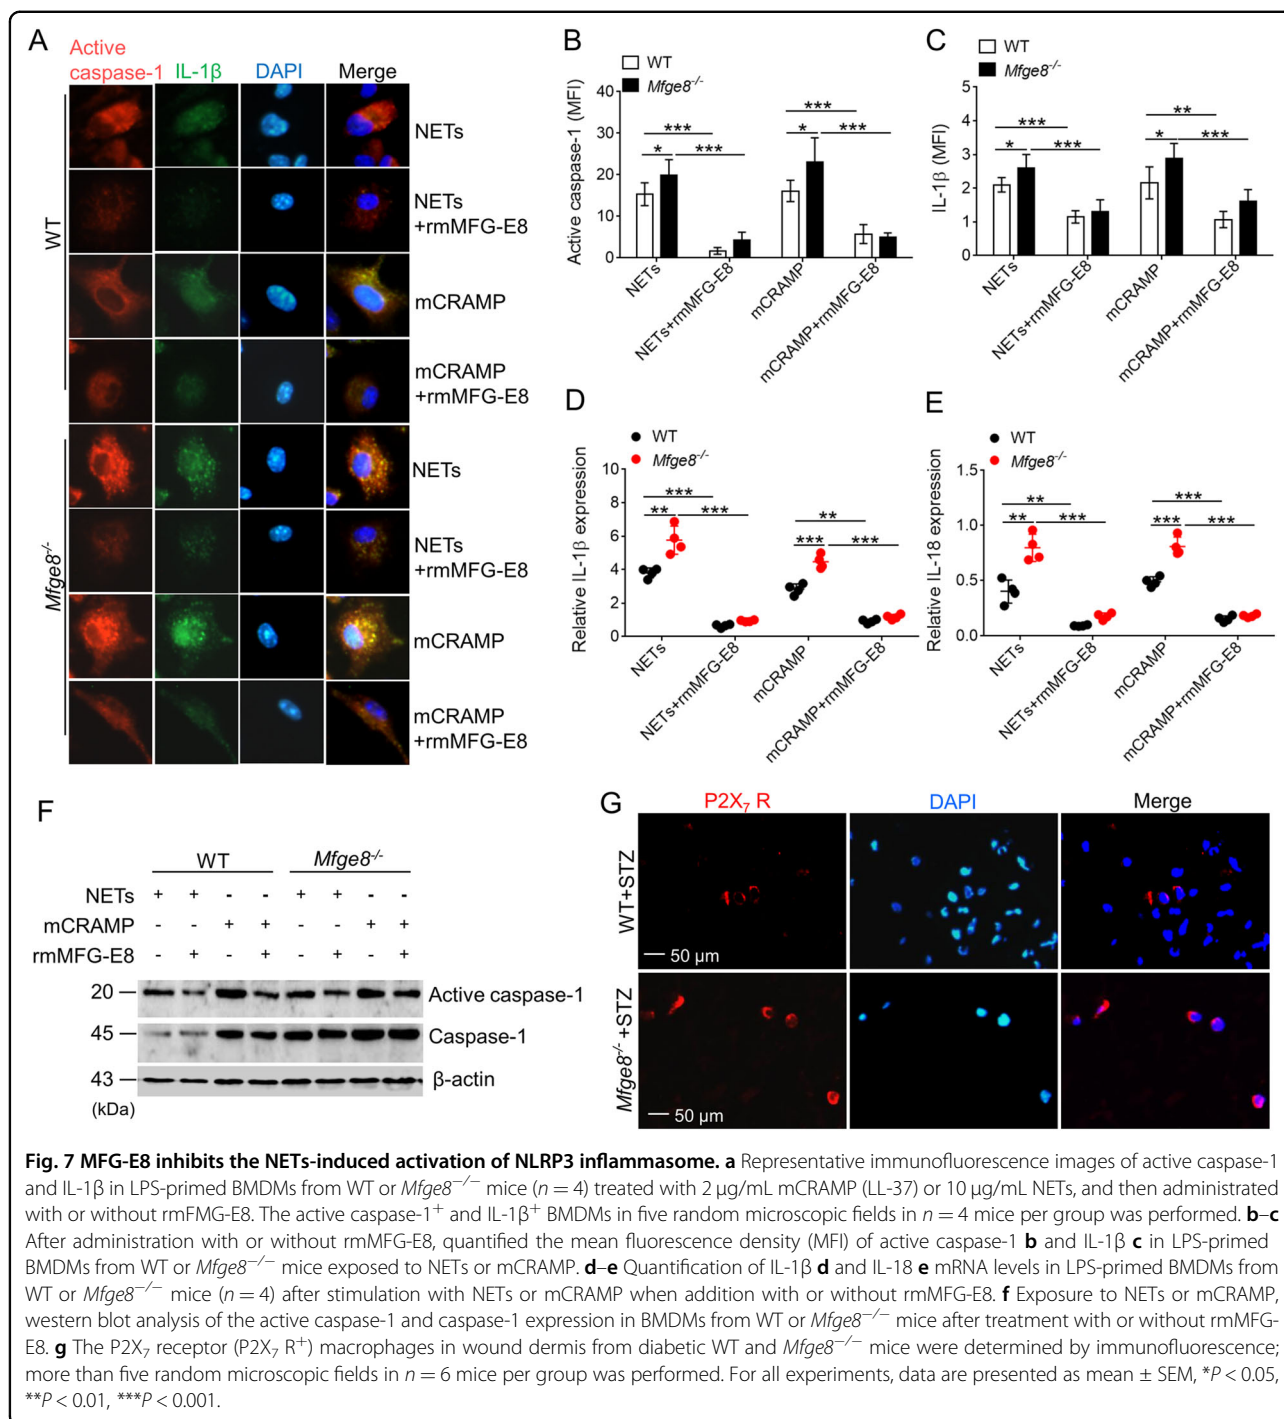 A
Active
caspase-1 IL-1β DAPI Merge
WT
NETs
NETs
+rmMFG-E8
mCRAMP
mCRAMP
+rmMFG-E8
Mfge8-/-
NETs
NETs
+rmMFG-E8
mCRAMP
mCRAMP
+rmMFG-E8
B
WT
Mfge8-/-
Active caspase-1 (MFI)
40
30
20
10
0
***
*
***
***
*
***
NETs
NETs+rmMFG-E8
mCRAMP
mCRAMP+rmMFG-E8
C
WT
Mfge8-/-
IL-1β (MFI)
5
4
3
2
1
0
***
*
***
**
*
***
NETs
NETs+rmMFG-E8
mCRAMP
mCRAMP+rmMFG-E8
D
WT
Mfge8-/-
Relative IL-1β expression
10
8
6
4
2
0
***
**
***
**
***
***
NETs
NETs+rmMFG-E8
mCRAMP
mCRAMP+rmMFG-E8
E
WT
Mfge8-/-
Relative IL-18 expression
1.5
1.0
0.5
0.0
**
**
***
***
***
***
NETs
NETs+rmMFG-E8
mCRAMP
mCRAMP+rmMFG-E8
F
WT Mfge8-/-
NETs + + - - + + - -
mCRAMP - - + + - - + +
rmMFG-E8 - + - + - + - +
20 Active caspase-1
45 Caspase-1
43 β-actin
(kDa)
G
P2X7 R DAPI Merge
WT+STZ
50 μm
Mfge8-/-+STZ
50 μm
Fig. 7 MFG-E8 inhibits the NETs-induced activation of NLRP3 inflammasome. a Representative immunofluorescence images of active caspase-1
and IL-1β in LPS-primed BMDMs from WT or Mfge8−/− mice (n = 4) treated with 2 μg/mL mCRAMP (LL-37) or 10 μg/mL NETs, and then administrated
with or without rmFMG-E8. The active caspase-1+ and IL-1β+ BMDMs in five random microscopic fields in n = 4 mice per group was performed. b–c
After administration with or without rmMFG-E8, quantified the mean fluorescence density (MFI) of active caspase-1 b and IL-1β c in LPS-primed
BMDMs from WT or Mfge8−/− mice exposed to NETs or mCRAMP. d–e Quantification of IL-1β d and IL-18 e mRNA levels in LPS-primed BMDMs from
WT or Mfge8−/− mice (n = 4) after stimulation with NETs or mCRAMP when addition with or without rmMFG-E8. f Exposure to NETs or mCRAMP,
western blot analysis of the active caspase-1 and caspase-1 expression in BMDMs from WT or Mfge8−/− mice after treatment with or without rmMFG-
E8. g The P2X7 receptor (P2X7 R+) macrophages in wound dermis from diabetic WT and Mfge8−/− mice were determined by immunofluorescence;
more than five random microscopic fields in n = 6 mice per group was performed. For all experiments, data are presented as mean ± SEM, *P < 0.05,
**P < 0.01, ***P < 0.001.